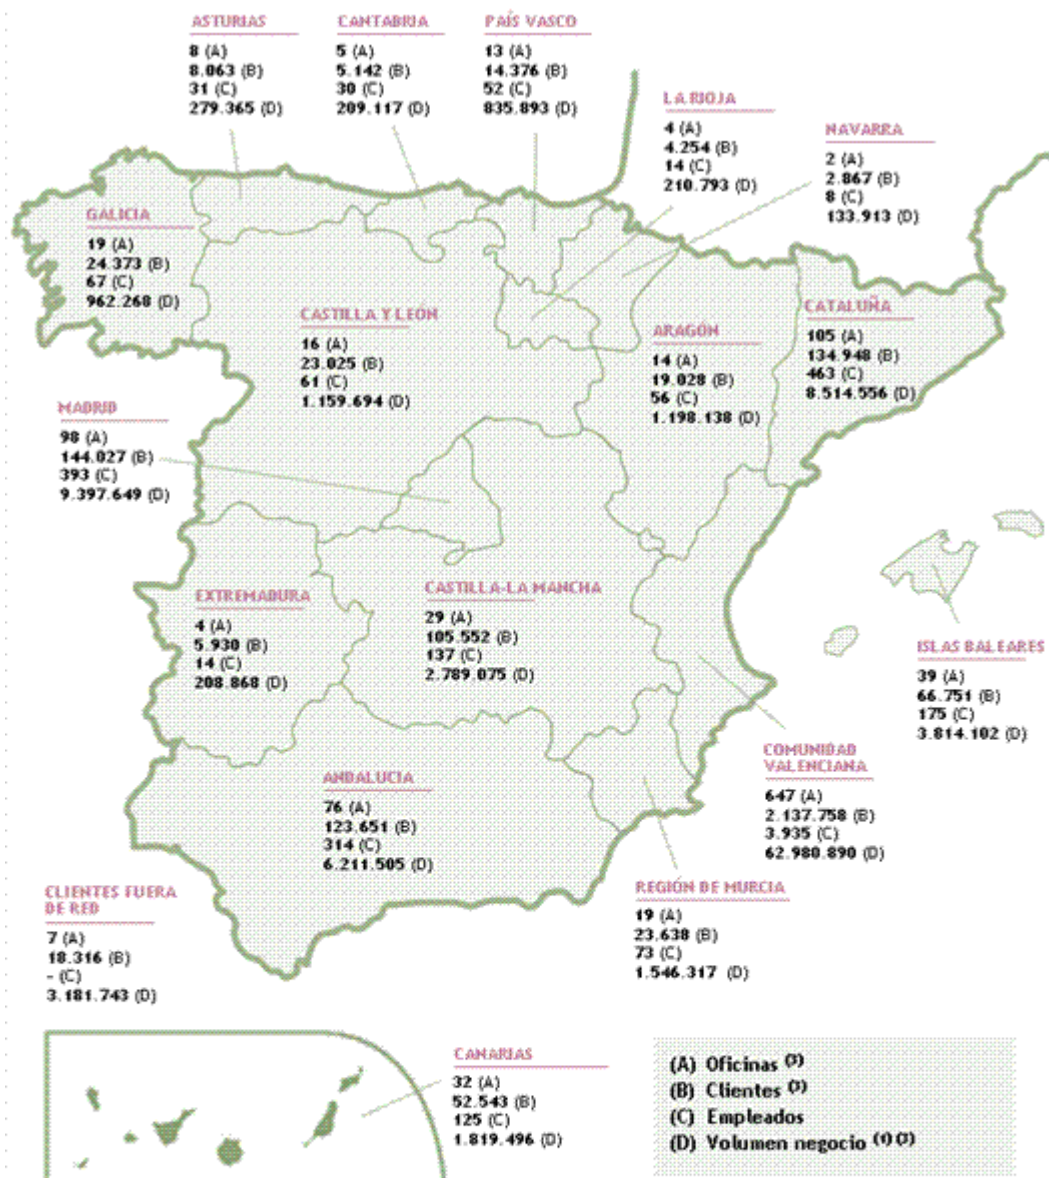 ASTURIAS
8 (A)
8.063 (B)
31 (C)
279.365 (D)
CANTABRIA
5 (A)
5.142 (B)
30 (C)
209.117 (D)
PAÍS VASCO
13 (A)
14.376 (B)
52 (C)
835.893 (D)
LA RIOJA
4 (A)
4.254 (B)
14 (C)
210.793 (D)
NAVARRA
2 (A)
2.867 (B)
8 (C)
133.913 (D)
GALICIA
19 (A)
24.373 (B)
67 (C)
962.268 (D)
CASTILLA Y LEÓN
16 (A)
23.025 (B)
61 (C)
1.159.694 (D)
ARAGÓN
14 (A)
19.028 (B)
56 (C)
1.198.138 (D)
CATALUÑA
105 (A)
134.948 (B)
463 (C)
8.514.556 (D)
MADRID
98 (A)
144.027 (B)
393 (C)
9.397.649 (D)
EXTREMADURA
4 (A)
5.930 (B)
14 (C)
208.868 (D)
CASTILLA-LA MANCHA
29 (A)
105.552 (B)
137 (C)
2.789.075 (D)
ISLAS BALEARES
39 (A)
66.751 (B)
175 (C)
3.814.102 (D)
COMUNIDAD
VALENCIANA
647 (A)
2.137.758 (B)
3.935 (C)
62.980.890 (D)
ANDALUCIA
76 (A)
123.651 (B)
314 (C)
6.211.505 (D)
REGIÓN DE MURCIA
19 (A)
23.638 (B)
73 (C)
1.546.317 (D)
CLIENTES FUERA
DE RED
7 (A)
18.316 (B)
- (C)
3.181.743 (D)
CANARIAS
32 (A)
52.543 (B)
125 (C)
1.819.496 (D)
(A) Oficinas
(B) Clientes
(C) Empleados
(D) Volumen negocio